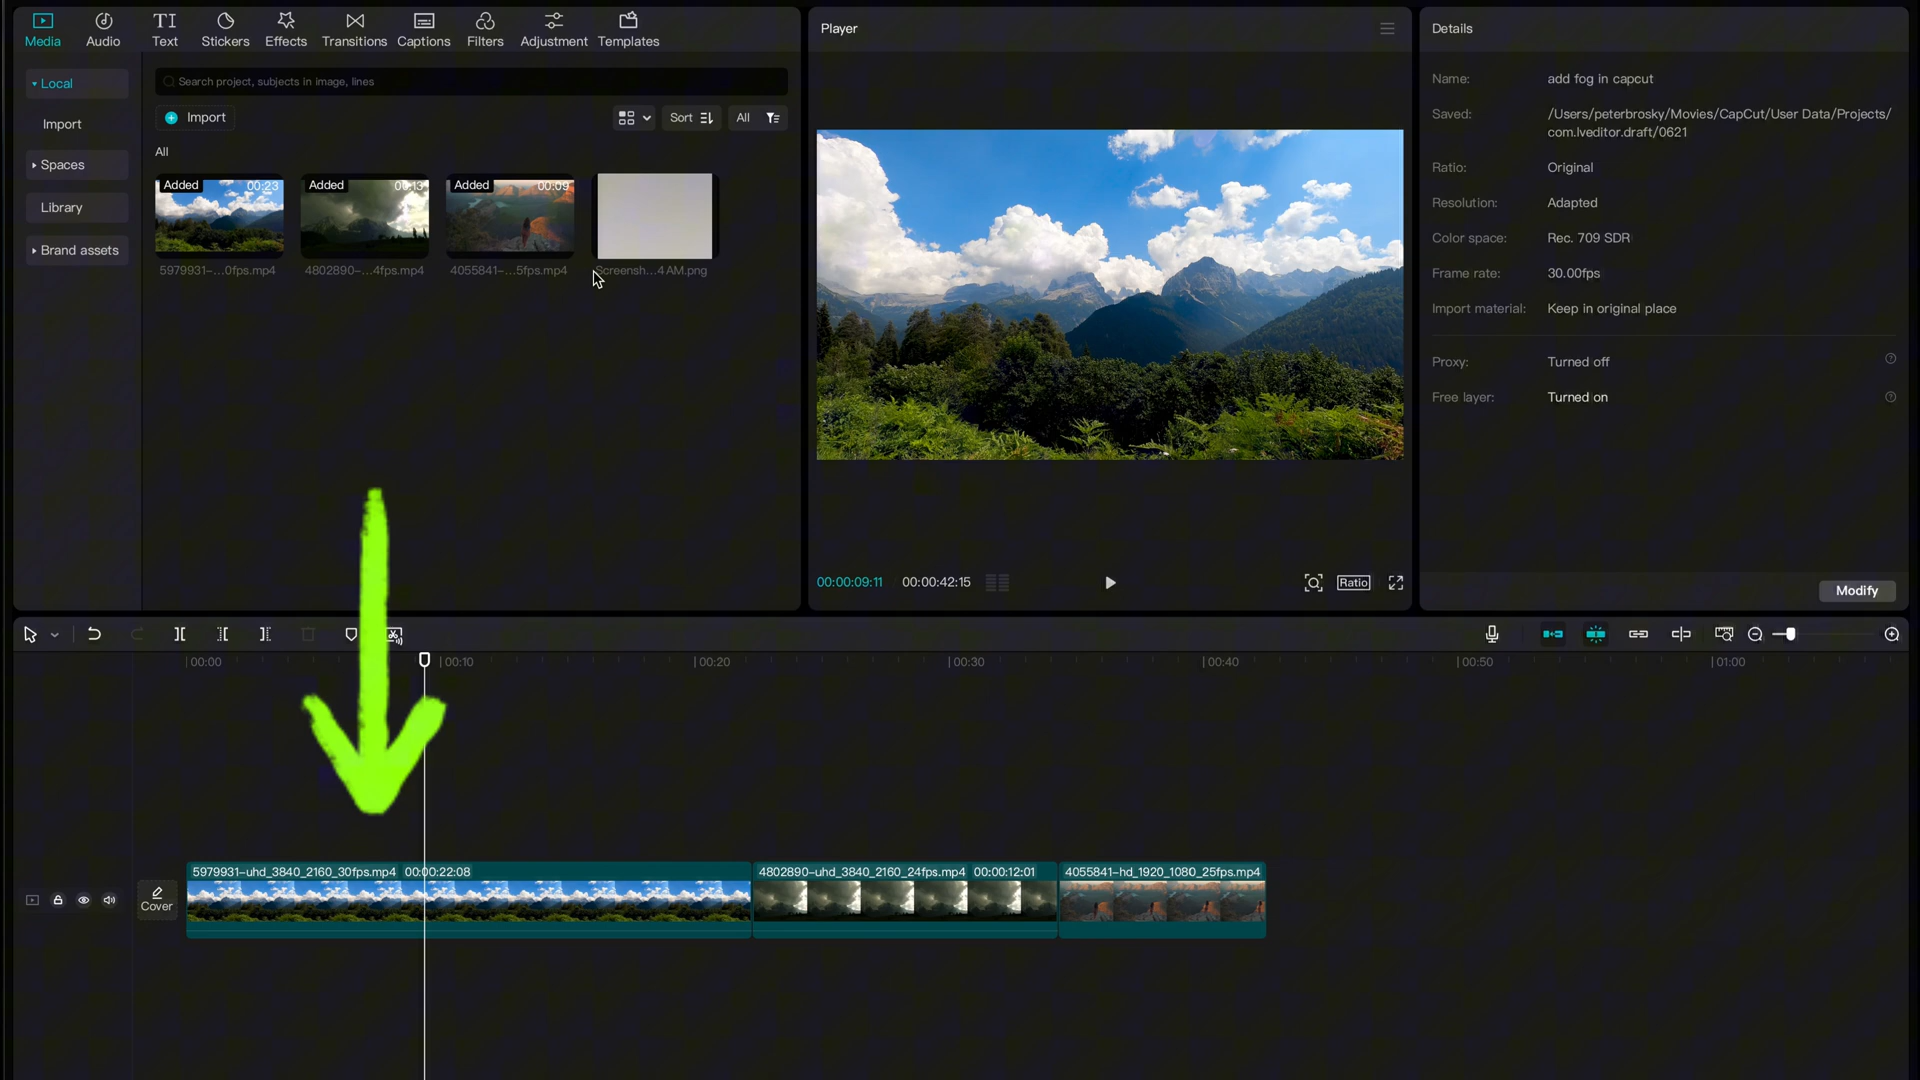 Media
Audio
Text
Stickers
Effects
Transitions
Captions
Filters
Adjustment
Templates
Local
Import
Spaces
Library
Brand assets
Search project, subjects in image, lines
Import
Sort
All
All
Added 00:23
5979931-...0fps.mp4
Added 00:13
4802890-...4fps.mp4
Added 00:09
4055841-...5fps.mp4
Screensh...4 AM.png
Player
00:00:09:11 00:00:42:15
Ratio
Details
Name: add fog in capcut
Saved: /Users/peterbrosky/Movies/CapCut/User Data/Projects/
com.lveditor.draft/0621
Ratio: Original
Resolution: Adapted
Color space: Rec. 709 SDR
Frame rate: 30.00fps
Import material: Keep in original place
Proxy: Turned off
Free layer: Turned on
Modify
00:00 00:10 00:20 00:30 00:40 00:50 01:00
Cover
5979931-uhd_3840_2160_30fps.mp4 00:00:22:08
4802890-uhd_3840_2160_24fps.mp4 00:00:12:01
4055841-hd_1920_1080_25fps.mp4